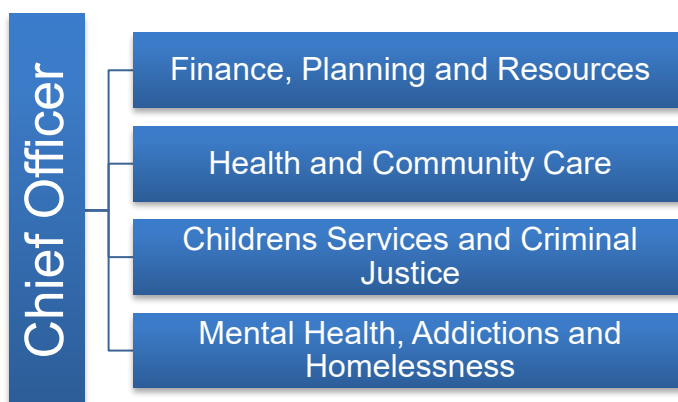 Chief Officer
Finance, Planning and Resources
Health and Community Care
Childrens Services and Criminal
Justice
Mental Health, Addictions and
Homelessness